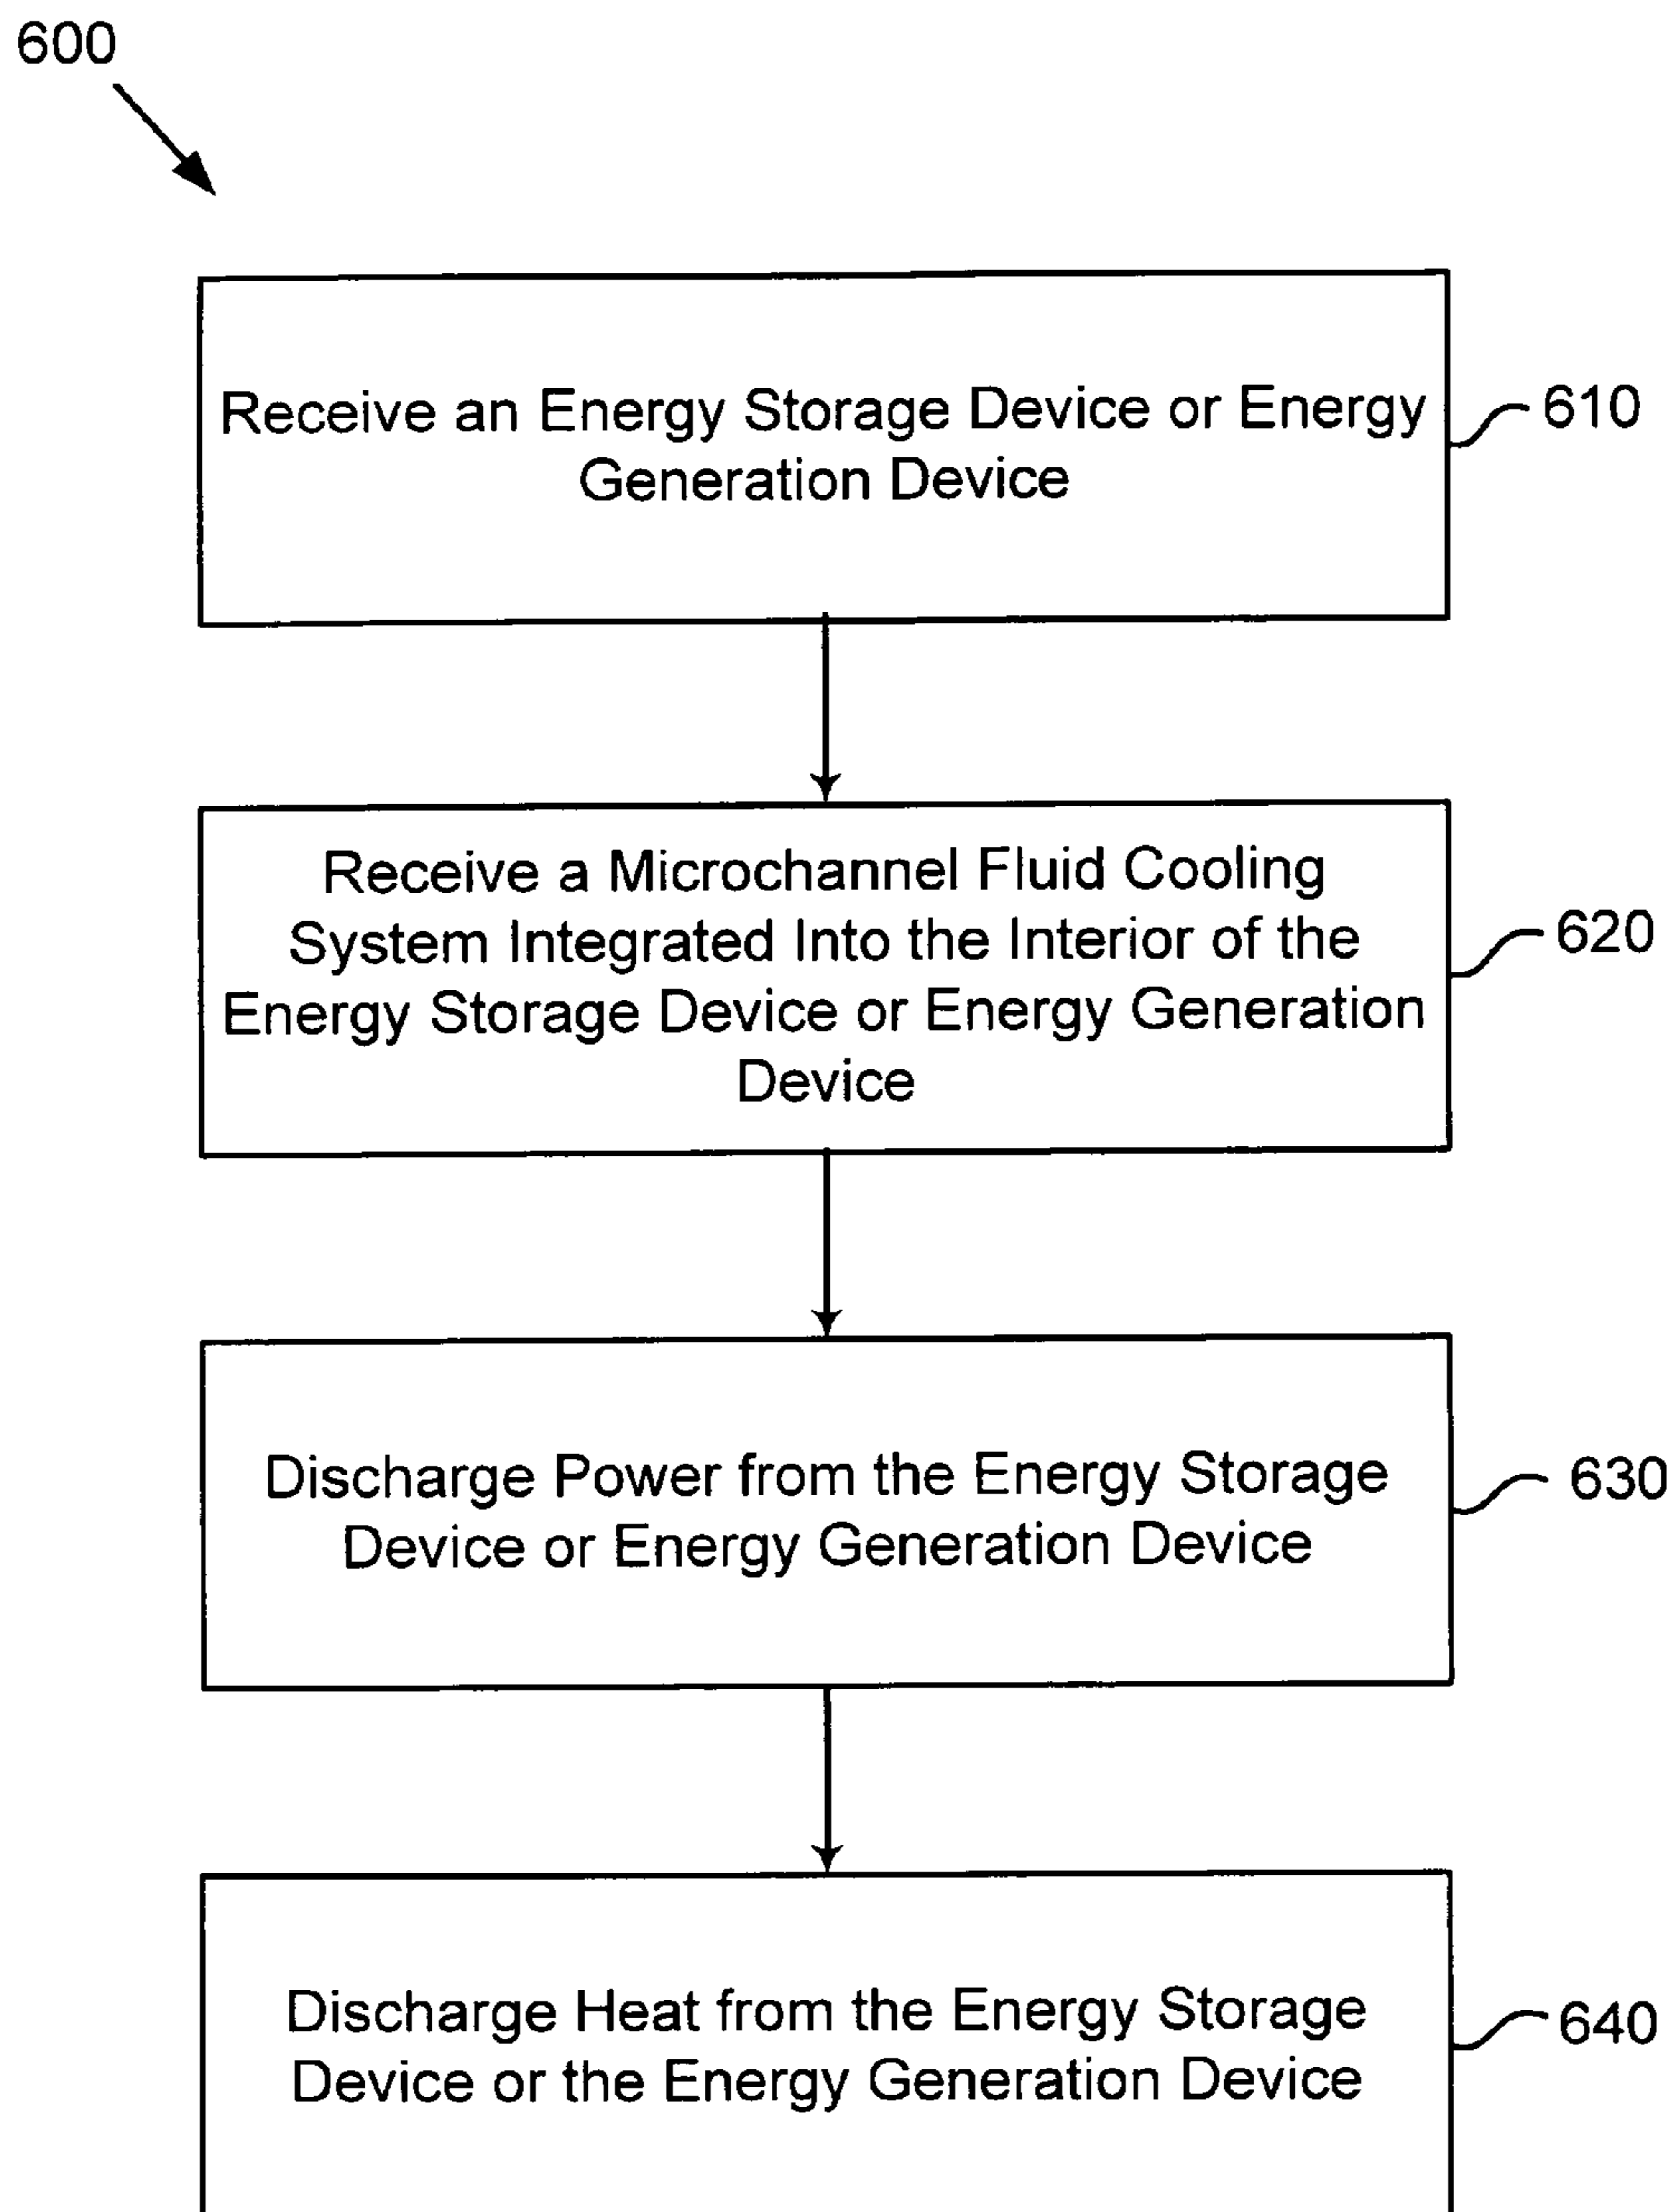 600
Receive an Energy Storage Device or Energy
Generation Device
610
Receive a Microchannel Fluid Cooling
System Integrated Into the Interior of the
Energy Storage Device or Energy Generation
Device
620
Discharge Power from the Energy Storage
Device or Energy Generation Device
630
Discharge Heat from the Energy Storage
Device or the Energy Generation Device
640